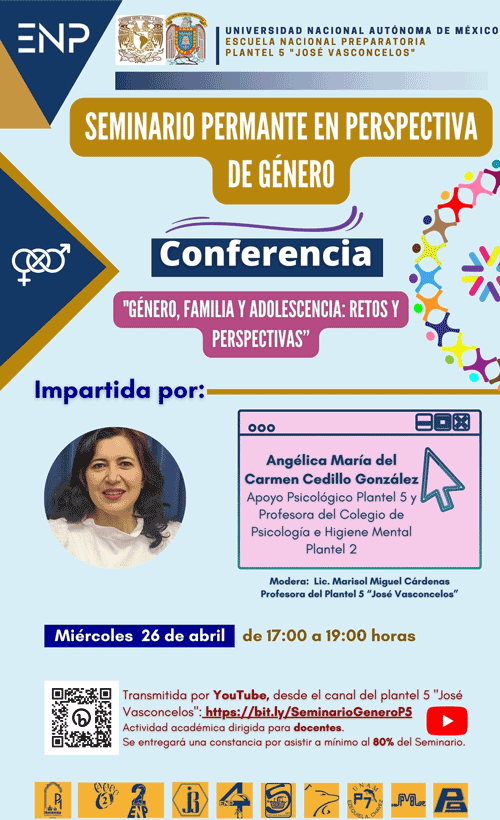 ENP
UNIVERSIDAD NACIONAL AUTÓNOMA DE MÉXICO
ESCUELA NACIONAL PREPARATORIA
PLANTEL 5 "JOSÉ VASCONCELOS"
SEMINARIO PERMANTE EN PERSPECTIVA
DE GÉNERO
Conferencia
"GÉNERO, FAMILIA Y ADOLESCENCIA: RETOS Y
PERSPECTIVAS”
Impartida por:
Angélica María del
Carmen Cedillo González
Apoyo Psicológico Plantel 5 y
Profesora del Colegio de
Psicología e Higiene Mental
Plantel 2
Modera: Lic. Marisol Miguel Cárdenas
Profesora del Plantel 5 “José Vasconcelos”
Miércoles 26 de abril de 17:00 a 19:00 horas
Transmitida por YouTube, desde el canal del plantel 5 "José
Vasconcelos": https://bit.ly/SeminarioGeneroP5
Actividad académica dirigida para docentes.
Se entregará una constancia por asistir a mínimo al 80% del Seminario.